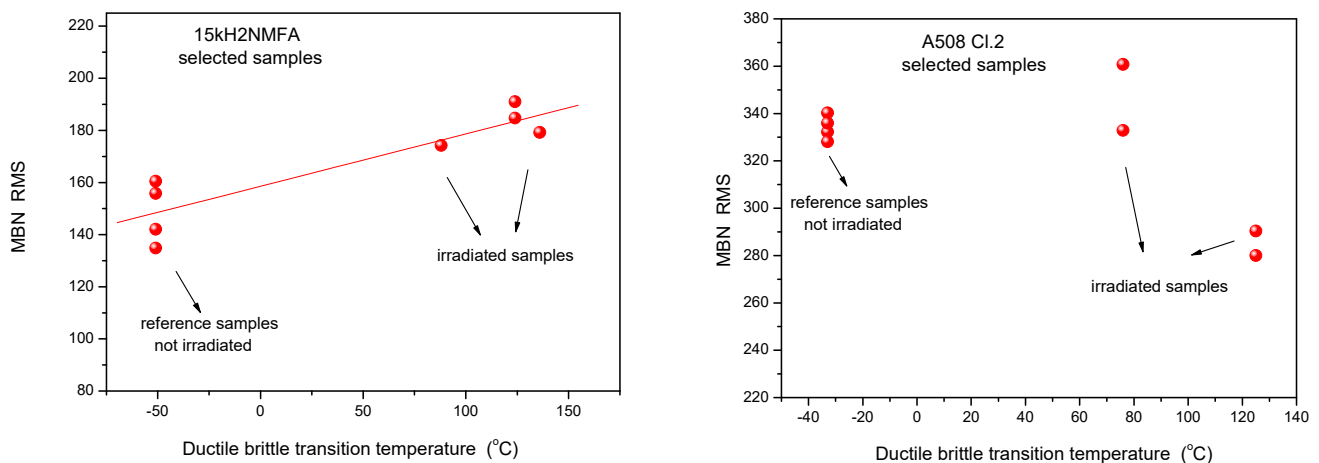 220
200
180
160
140
120
100
80
MBN RMS
15kH2NMFA
selected samples
irradiated samples
reference samples
not irradiated
-50
0
50
100
150
Ductile brittle transition temperature (°C)
380
360
340
320
300
280
260
240
220
MBN RMS
A508 Cl.2
selected samples
reference samples
not irradiated
irradiated samples
-40
-20
0
20
40
60
80
100
120
140
Ductile brittle transition temperature (°C)